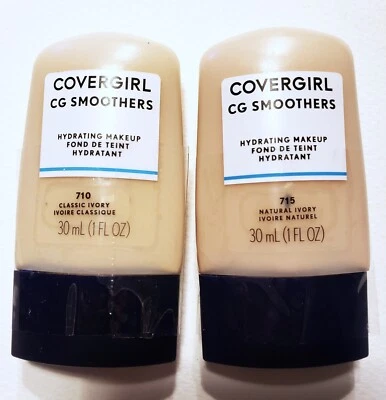 COVERGIRL
CG SMOOTHERS
HYDRATING MAKEUP
FOND DE TEINT
HYDRATANT
710
CLASSIC IVORY
IVOIRE CLASSIQUE
30 mL (1 FL OZ)
COVERGIRL
CG SMOOTHERS
HYDRATING MAKEUP
FOND DE TEINT
HYDRATANT
715
NATURAL IVORY
IVOIRE NATUREL
30 mL (1 FL OZ)